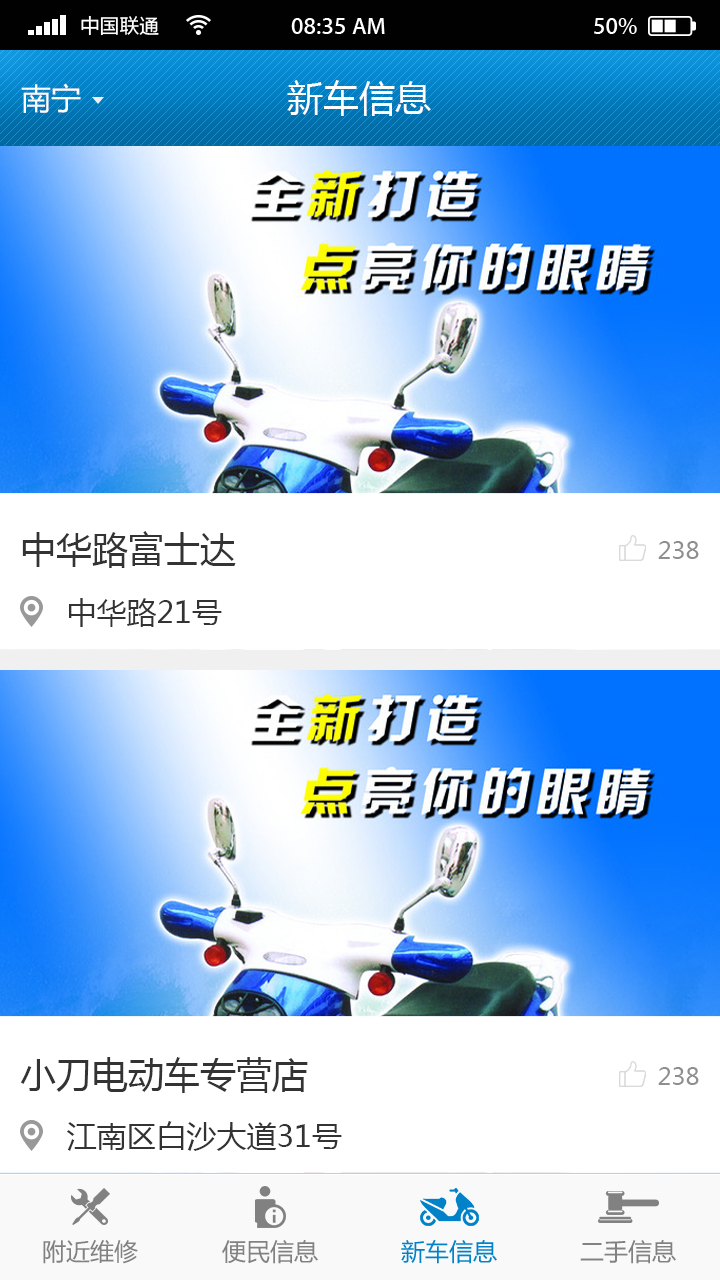 中国联通 08:35 AM 50%
南宁 新车信息
全新打造
点亮你的眼睛
中华路富士达 238
中华路21号
全新打造
点亮你的眼睛
小刀电动车专营店 238
江南区白沙大道31号
附近维修 便民信息 新车信息 二手信息